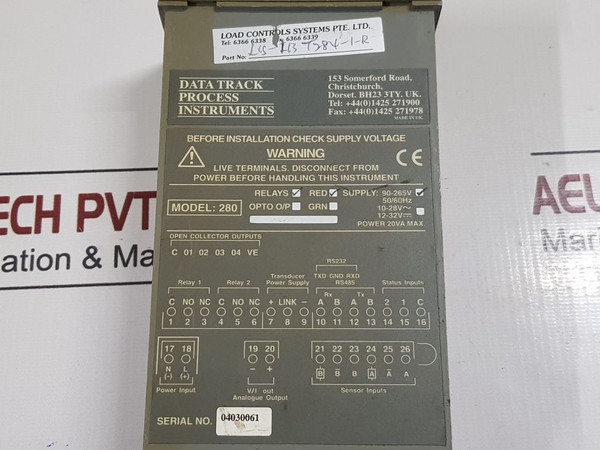 LOAD CONTROLS SYSTEMS PTE. LTD.
Tel: 6366 6338 6366 6339
Part No:
DATA TRACK
PROCESS
INSTRUMENTS
153 Somerford Road,
Christchurch,
Dorset. BH23 3TY. UK.
Tel: +44(0)1425 271900
Fax: +44(0)1425 271978
MADE IN UK
BEFORE INSTALLATION CHECK SUPPLY VOLTAGE
WARNING
CE
LIVE TERMINALS. DISCONNECT FROM
POWER BEFORE HANDLING THIS INSTRUMENT
RELAYS RED SUPPLY: 90-265V
50/60Hz
MODEL: 280 OPTO O/P GRN 10-28V~
12-32V
POWER 20VA MAX.
OPEN COLLECTOR OUTPUTS
C 01 02 03 04 VE
RS232
TXD GND RXD
Relay 1 Relay 2 Transducer Power Supply RS485 Status Inputs
Rx Tx
C NO NC C NO NC + LINK - A B A B 2 1 C
1 2 3 4 5 6 7 8 9 10 11 12 13 14 15 16
17 18 19 20 21 22 23 24 25 26
N L - + B B B A A A
(-) (+)
Power Input V/I out Sensor Inputs
Analogue Output
SERIAL NO. 04030061
TECH PVT
ation & Ma
AEU
Mar